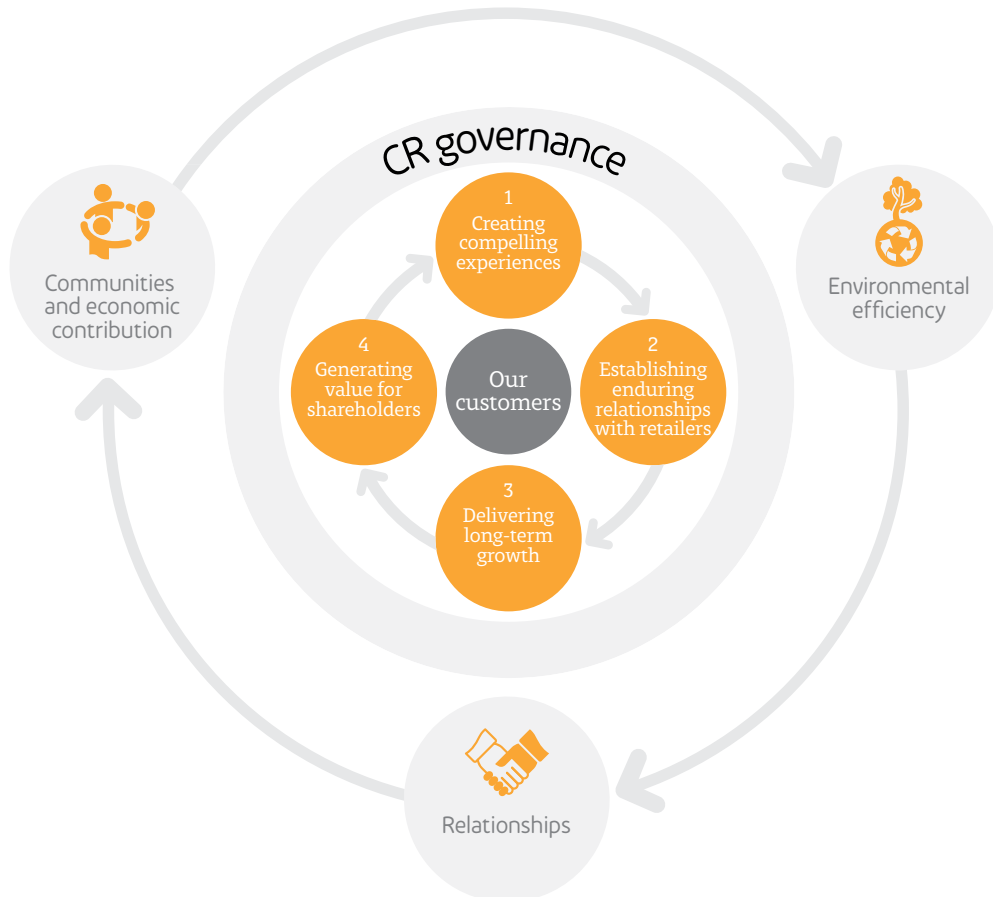 CR governance
1
Creating
compelling
experiences
2
Establishing
enduring
relationships
with retailers
3
Delivering
long-term
growth
4
Generating
value for
shareholders
Our
customers
Communities
and economic
contribution
Environmental
efficiency
Relationships